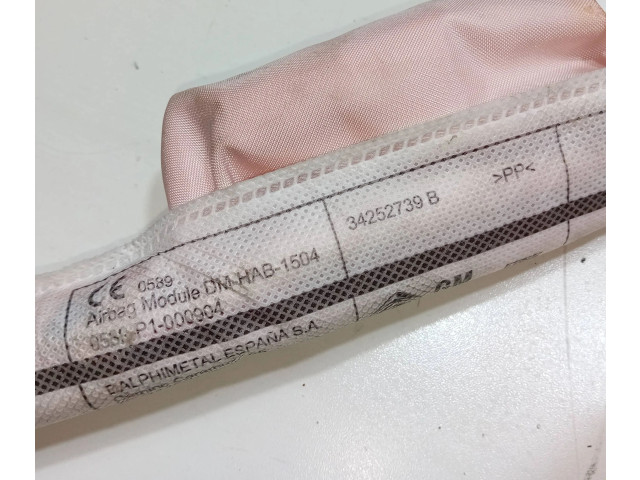 CE 0589
Airbag Module DM-HAB-1504
0589-P1-000904
34252739 B
>PP<
DALPHIMETAL ESPAÑA S.A.